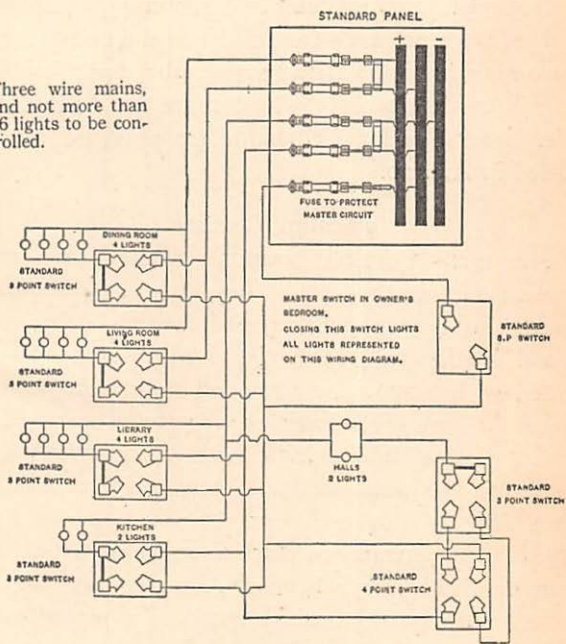 STANDARD PANEL
+ -
Three wire mains,
and not more than
6 lights to be con-
trolled.
FUSE TO PROTECT
MASTER CIRCUIT
DINING ROOM
4 LIGHTS
STANDARD
3 POINT SWITCH
MASTER SWITCH IN OWNER'S
BEDROOM.
CLOSING THIS SWITCH LIGHTS
ALL LIGHTS REPRESENTED
ON THIS WIRING DIAGRAM.
STANDARD
S.P SWITCH
LIVING ROOM
4 LIGHTS
STANDARD
3 POINT SWITCH
LIBRARY
4 LIGHTS
STANDARD
3 POINT SWITCH
HALLS
2 LIGHTS
STANDARD
3 POINT SWITCH
KITCHEN
2 LIGHTS
STANDARD
3 POINT SWITCH
STANDARD
4 POINT SWITCH